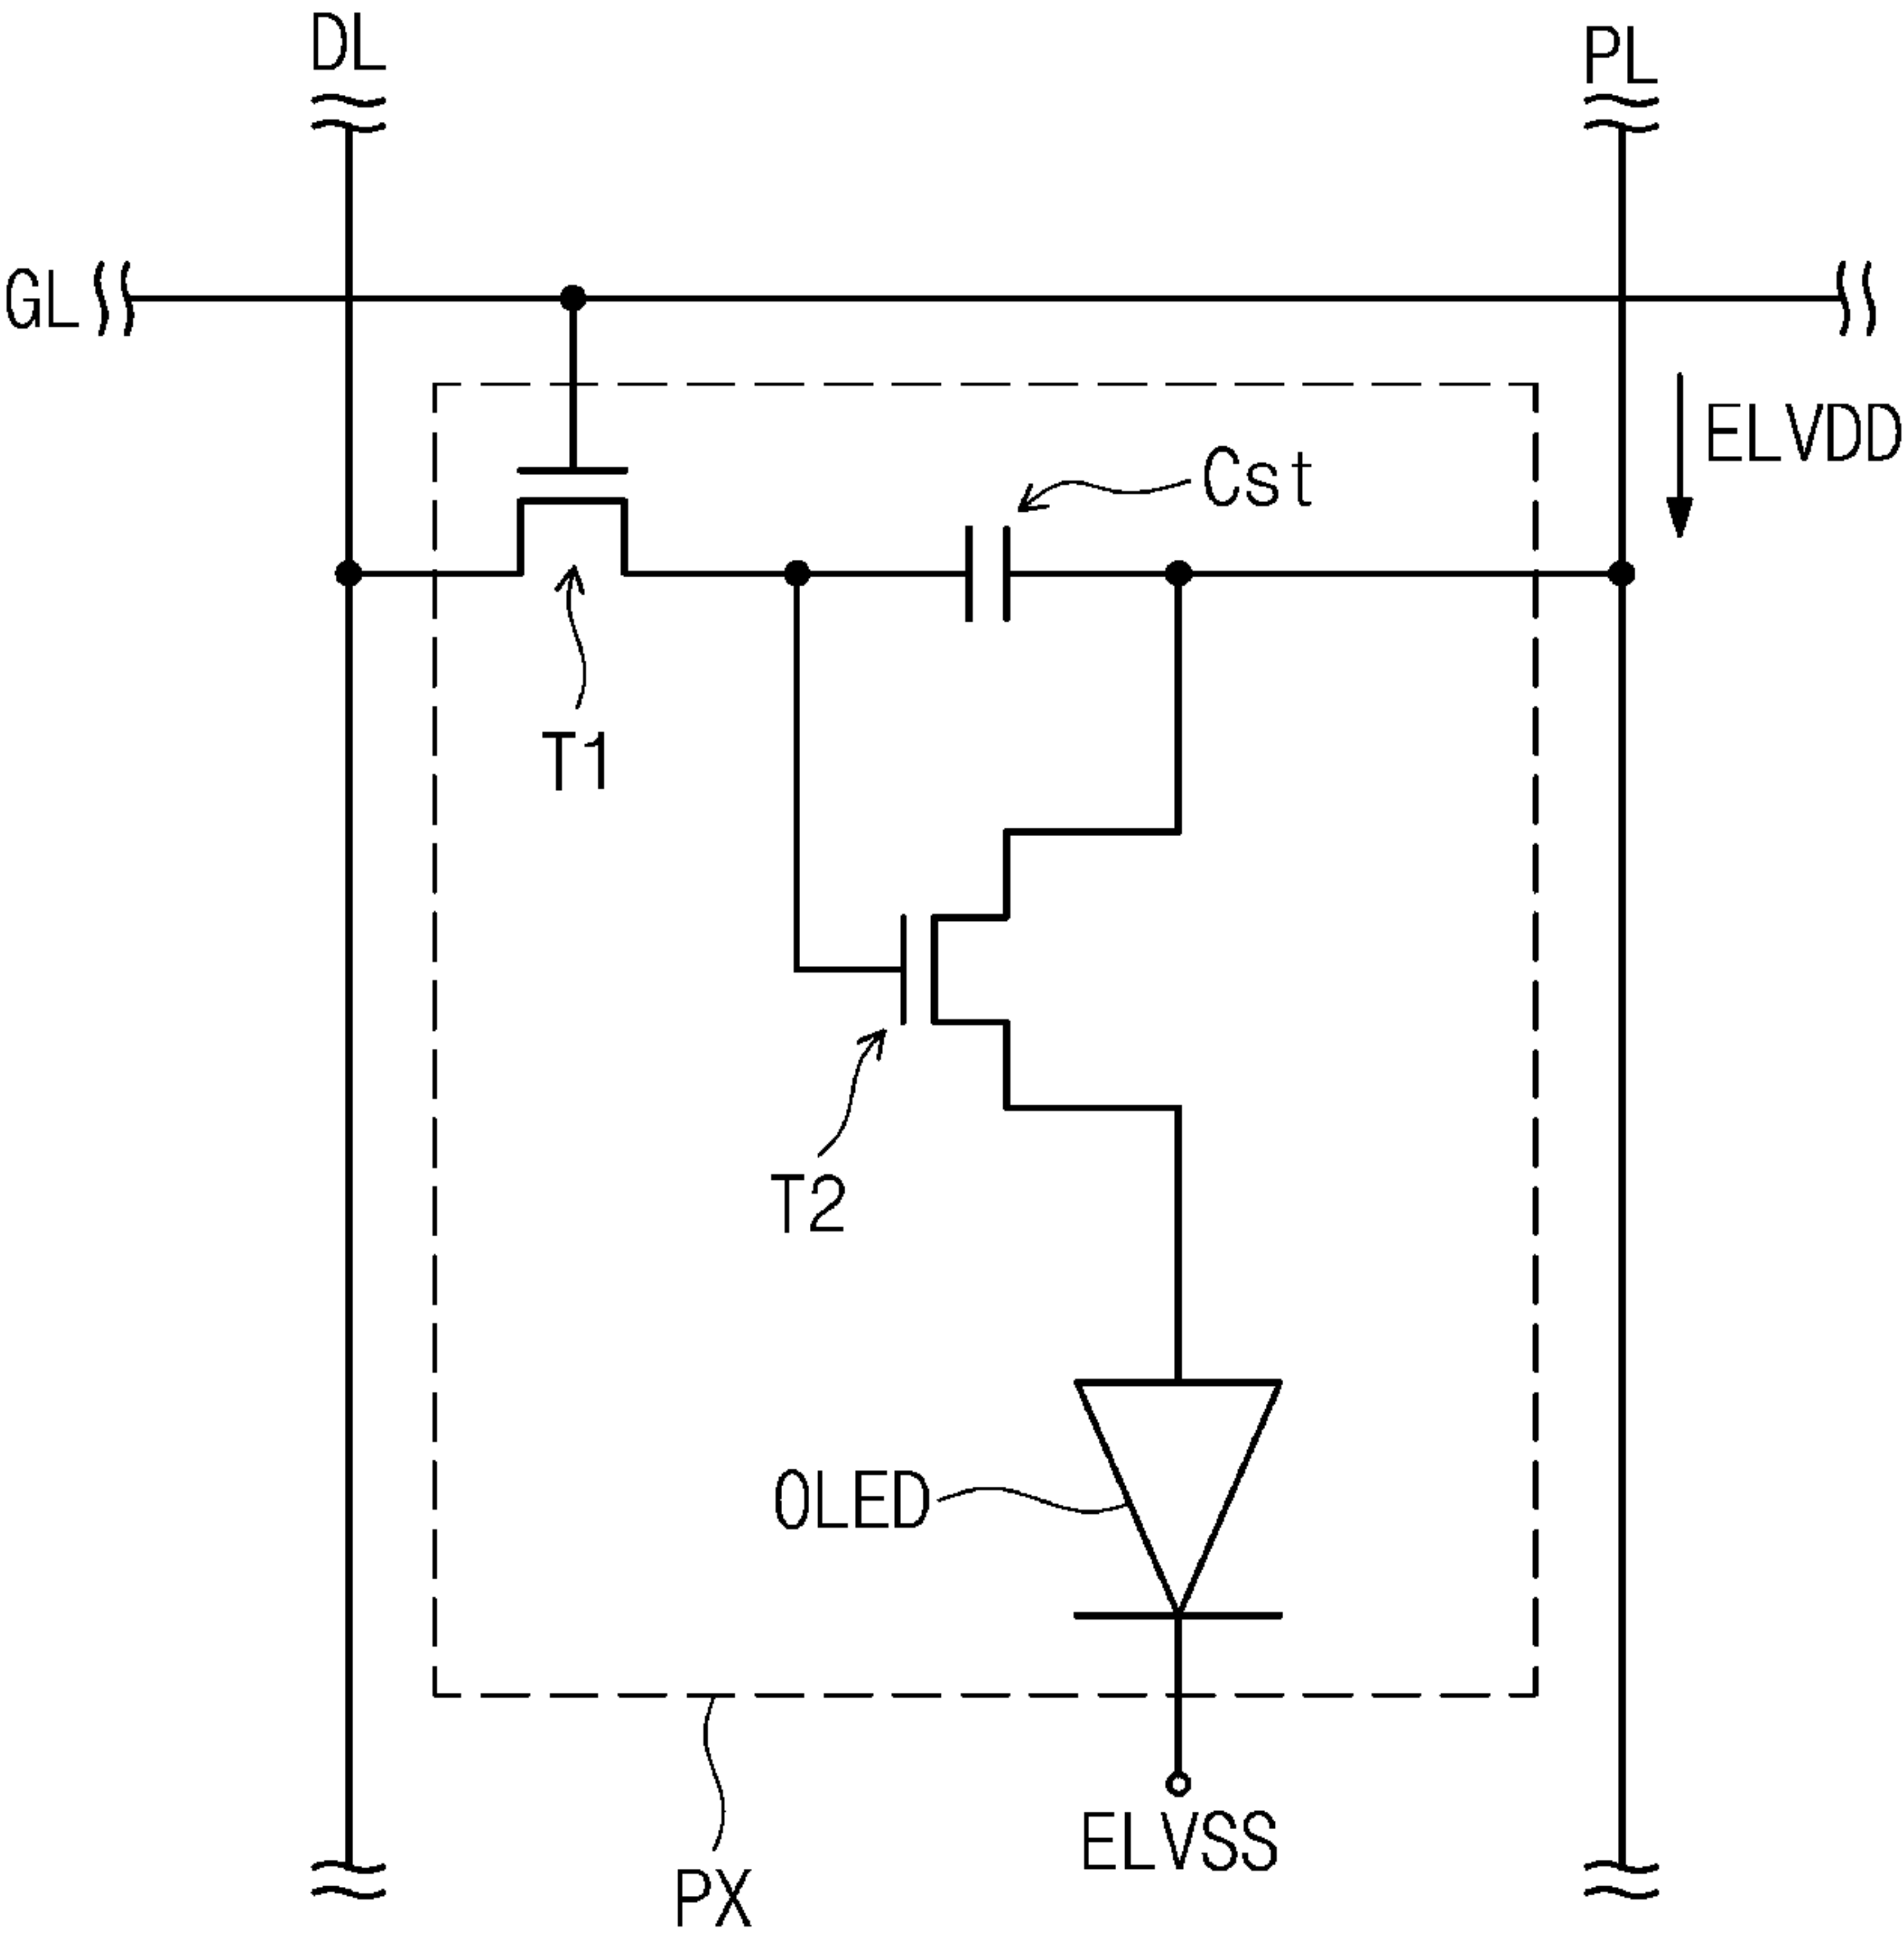 DL
PL
GL
ELVDD
Cst
T1
T2
OLED
ELVSS
PX